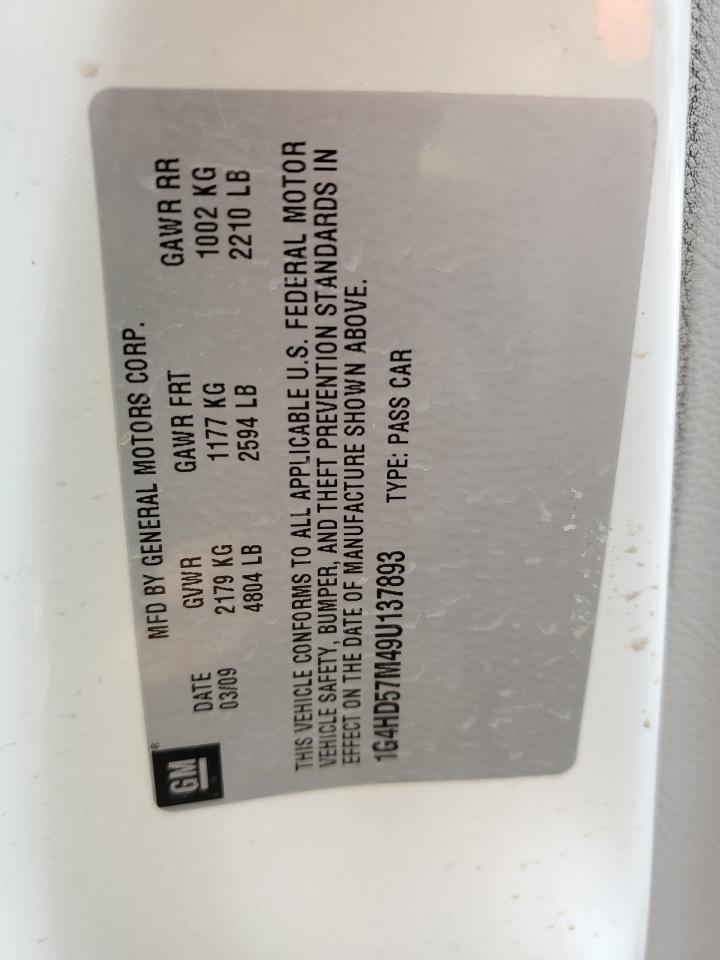 GM®
MFD BY GENERAL MOTORS CORP.
DATE GVWR GAWR FRT GAWR RR
03/09 2179 KG 1177 KG 1002 KG
4804 LB 2594 LB 2210 LB
THIS VEHICLE CONFORMS TO ALL APPLICABLE U.S. FEDERAL MOTOR
VEHICLE SAFETY, BUMPER, AND THEFT PREVENTION STANDARDS IN
EFFECT ON THE DATE OF MANUFACTURE SHOWN ABOVE.
1G4HD57M49U137893 TYPE: PASS CAR